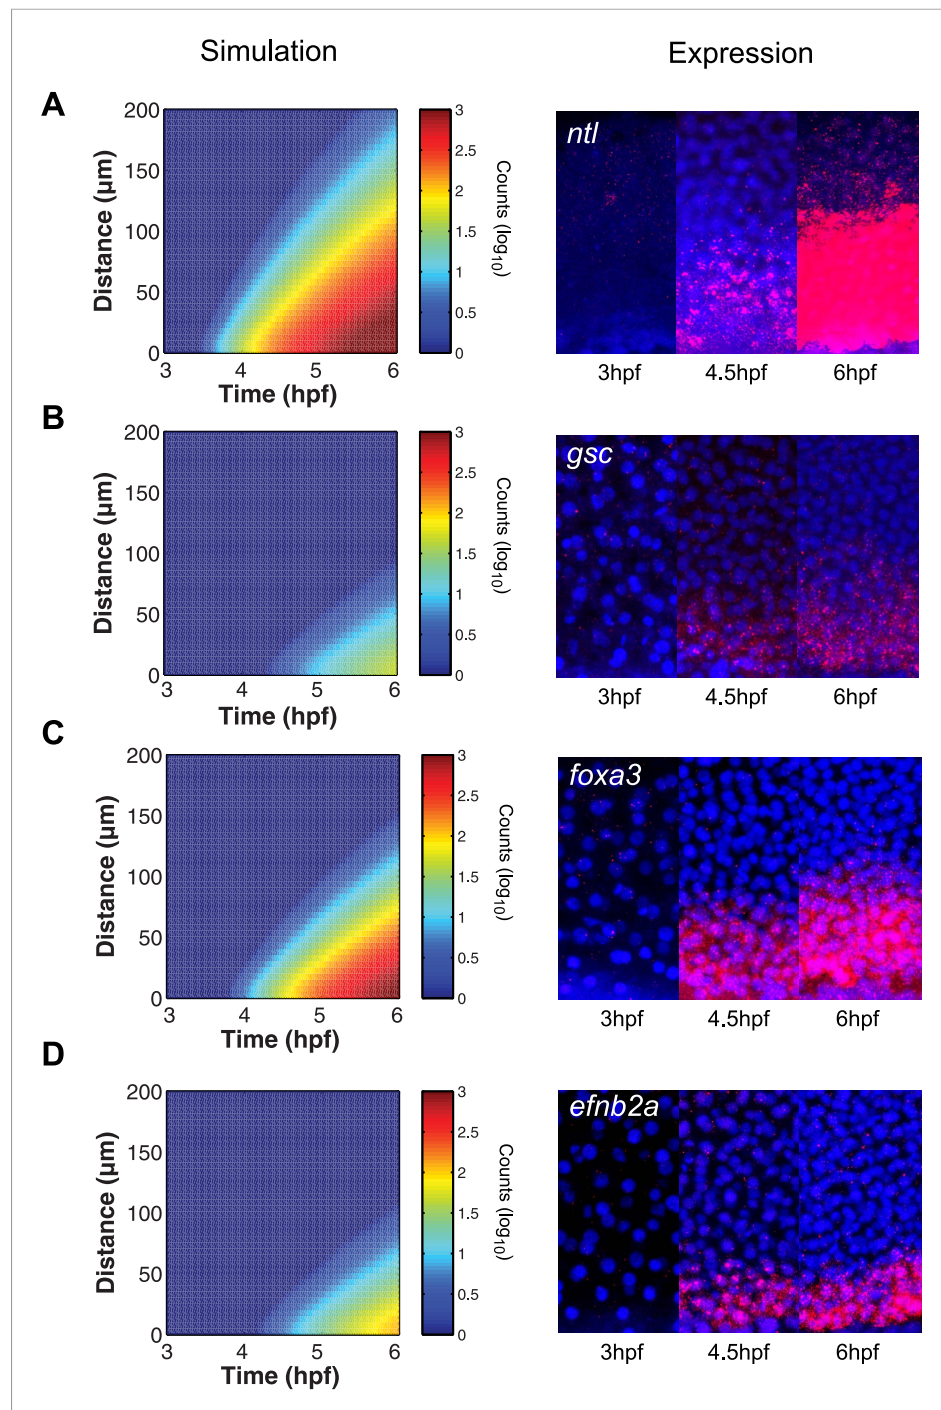 Simulation
Expression
A
200
150
100
50
0
Distance (µm)
3
4
5
6
Time (hpf)
3
2.5
2
1.5
1
0.5
0
Counts (log10)
ntl
3hpf
4.5hpf
6hpf
B
200
150
100
50
0
Distance (µm)
3
4
5
6
Time (hpf)
3
2.5
2
1.5
1
0.5
0
Counts (log10)
gsc
3hpf
4.5hpf
6hpf
C
200
150
100
50
0
Distance (µm)
3
4
5
6
Time (hpf)
3
2.5
2
1.5
1
0.5
0
Counts (log10)
foxa3
3hpf
4.5hpf
6hpf
D
200
150
100
50
0
Distance (µm)
3
4
5
6
Time (hpf)
3
2.5
2
1.5
1
0.5
0
Counts (log10)
efnb2a
3hpf
4.5hpf
6hpf